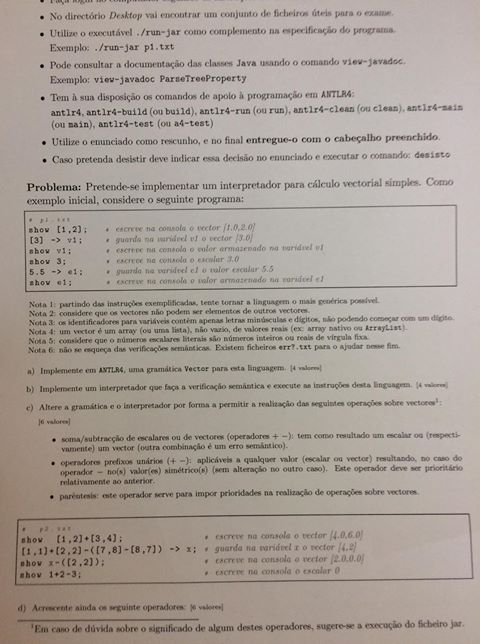 • No directório Desktop vai encontrar um conjunto de ficheiros úteis para o exame.
• Utilize o executável ./run-jar como complemento na especificação do programa.
Exemplo: ./run-jar p1.txt
• Pode consultar a documentação das classes Java usando o comando view-javadoc.
Exemplo: view-javadoc ParseTreeProperty
• Tem à sua disposição os comandos de apoio à programação em ANTLR4:
antlr4, antlr4-build (ou build), antlr4-run (ou run), antlr4-clean (ou clean), antlr4-main
(ou main), antlr4-test (ou a4-test)
• Utilize o enunciado como rascunho, e no final entregue-o com o cabeçalho preenchido.
• Caso pretenda desistir deve indicar essa decisão no enunciado e executar o comando: desisto
Problema: Pretende-se implementar um interpretador para cálculo vectorial simples. Como
exemplo inicial, considere o seguinte programa:
# p1.txt
show [1,2]; # escreve na consola o vector [1.0,2.0]
[3] -> v1; # guarda na variável v1 o vector [3.0]
show v1; # escreve na consola o valor armazenado na variável v1
show 3; # escreve na consola o escalar 3.0
5.5 -> e1; # guarda na variável e1 o valor escalar 5.5
show e1; # escreve na consola o valor armazenado na variável e1
Nota 1: partindo das instruções exemplificadas, tente tornar a linguagem o mais genérica possível.
Nota 2: considere que os vectores não podem ser elementos de outros vectores.
Nota 3: os identificadores para variáveis contêm apenas letras minúsculas e dígitos, não podendo começar com um dígito.
Nota 4: um vector é um array (ou uma lista), não vazio, de valores reais (ex: array nativo ou ArrayList).
Nota 5: considere que o números escalares literais são números inteiros ou reais de vírgula fixa.
Nota 6: não se esqueça das verificações semânticas. Existem ficheiros err?.txt para o ajudar nesse fim.
a) Implemente em ANTLR4, uma gramática Vector para esta linguagem. [4 valores]
b) Implemente um interpretador que faça a verificação semântica e execute as instruções desta linguagem. [4 valores]
c) Altere a gramática e o interpretador por forma a permitir a realização das seguintes operações sobre vectores¹:
[6 valores]
• soma/subtracção de escalares ou de vectores (operadores + −): tem como resultado um escalar ou (respecti-
vamente) um vector (outra combinação é um erro semântico).
• operadores prefixos unários (+ −): aplicáveis a qualquer valor (escalar ou vector) resultando, no caso do
operador − no(s) valor(es) simétrico(s) (sem alteração no outro caso). Este operador deve ser prioritário
relativamente ao anterior.
• parêntesis: este operador serve para impor prioridades na realização de operações sobre vectores.
# p2.txt
show [1,2]+[3,4]; # escreve na consola o vector [4.0,6.0]
[1,1]+[2,2]-([7,8]-[8,7]) -> x; # guarda na variável x o vector [4,2]
show x-([2,2]); # escreve na consola o vector [2.0,0.0]
show 1+2-3; # escreve na consola o escalar 0
d) Acrescente ainda os seguinte operadores: [6 valores]
¹Em caso de dúvida sobre o significado de algum destes operadores, sugere-se a execução do ficheiro jar.